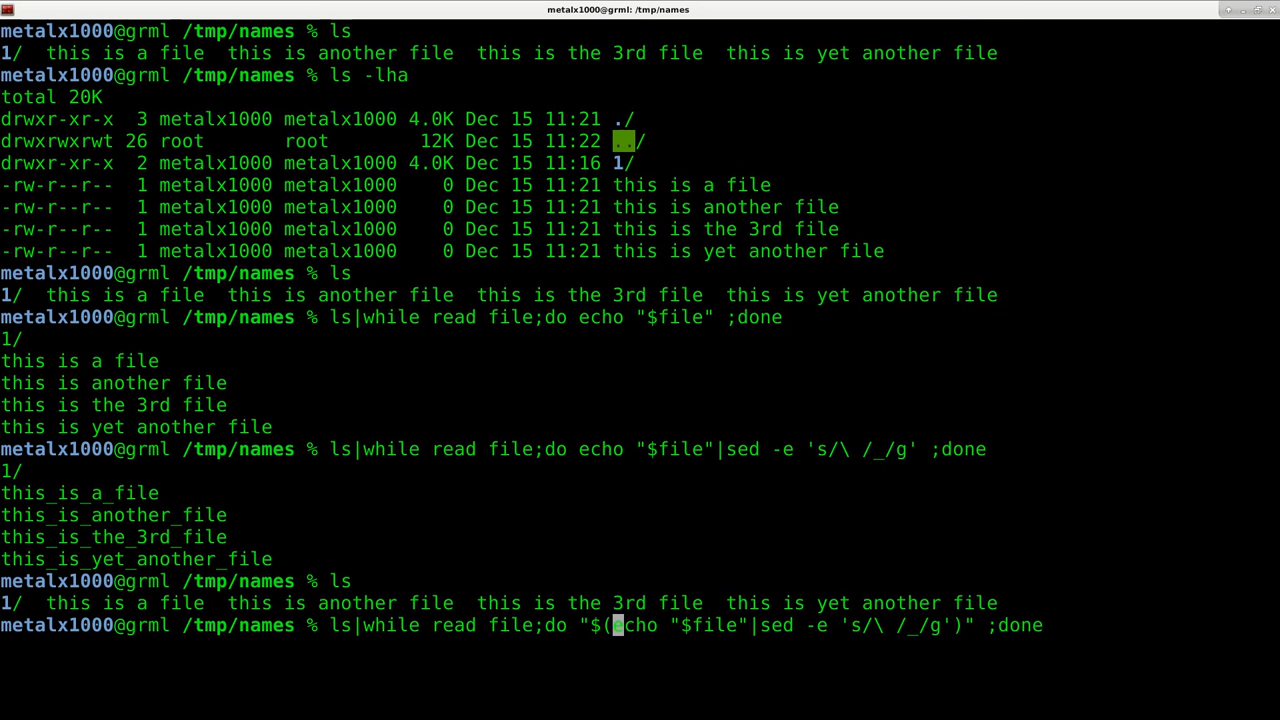 metalx1000@grml: /tmp/names
metalx1000@grml /tmp/names % ls
1/  this is a file  this is another file  this is the 3rd file  this is yet another file
metalx1000@grml /tmp/names % ls -lha
total 20K
drwxr-xr-x  3 metalx1000 metalx1000 4.0K Dec 15 11:21 ./
drwxrwxrwt 26 root       root        12K Dec 15 11:22 ../
drwxr-xr-x  2 metalx1000 metalx1000 4.0K Dec 15 11:16 1/
-rw-r--r--  1 metalx1000 metalx1000    0 Dec 15 11:21 this is a file
-rw-r--r--  1 metalx1000 metalx1000    0 Dec 15 11:21 this is another file
-rw-r--r--  1 metalx1000 metalx1000    0 Dec 15 11:21 this is the 3rd file
-rw-r--r--  1 metalx1000 metalx1000    0 Dec 15 11:21 this is yet another file
metalx1000@grml /tmp/names % ls
1/  this is a file  this is another file  this is the 3rd file  this is yet another file
metalx1000@grml /tmp/names % ls|while read file;do echo "$file" ;done
1/
this is a file
this is another file
this is the 3rd file
this is yet another file
metalx1000@grml /tmp/names % ls|while read file;do echo "$file"|sed -e 's/\ /_/g' ;done
1/
this_is_a_file
this_is_another_file
this_is_the_3rd_file
this_is_yet_another_file
metalx1000@grml /tmp/names % ls
1/  this is a file  this is another file  this is the 3rd file  this is yet another file
metalx1000@grml /tmp/names % ls|while read file;do "$(echo "$file"|sed -e 's/\ /_/g')" ;done